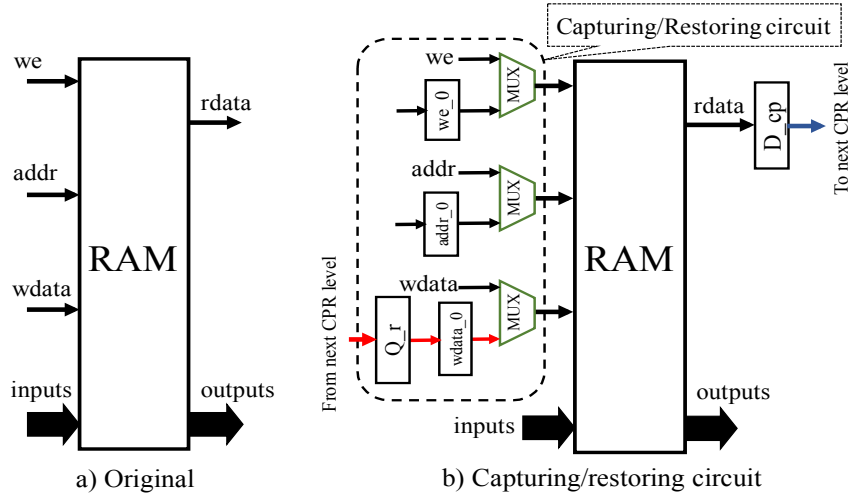 we
rdata
addr
RAM
wdata
inputs
outputs
a) Original
Capturing/Restoring circuit
we
MUX
we_0
rdata
D_cp
To next CPR level
addr
MUX
addr_0
RAM
wdata
MUX
From next CPR level
Q_r
wdata_0
inputs
outputs
b) Capturing/restoring circuit